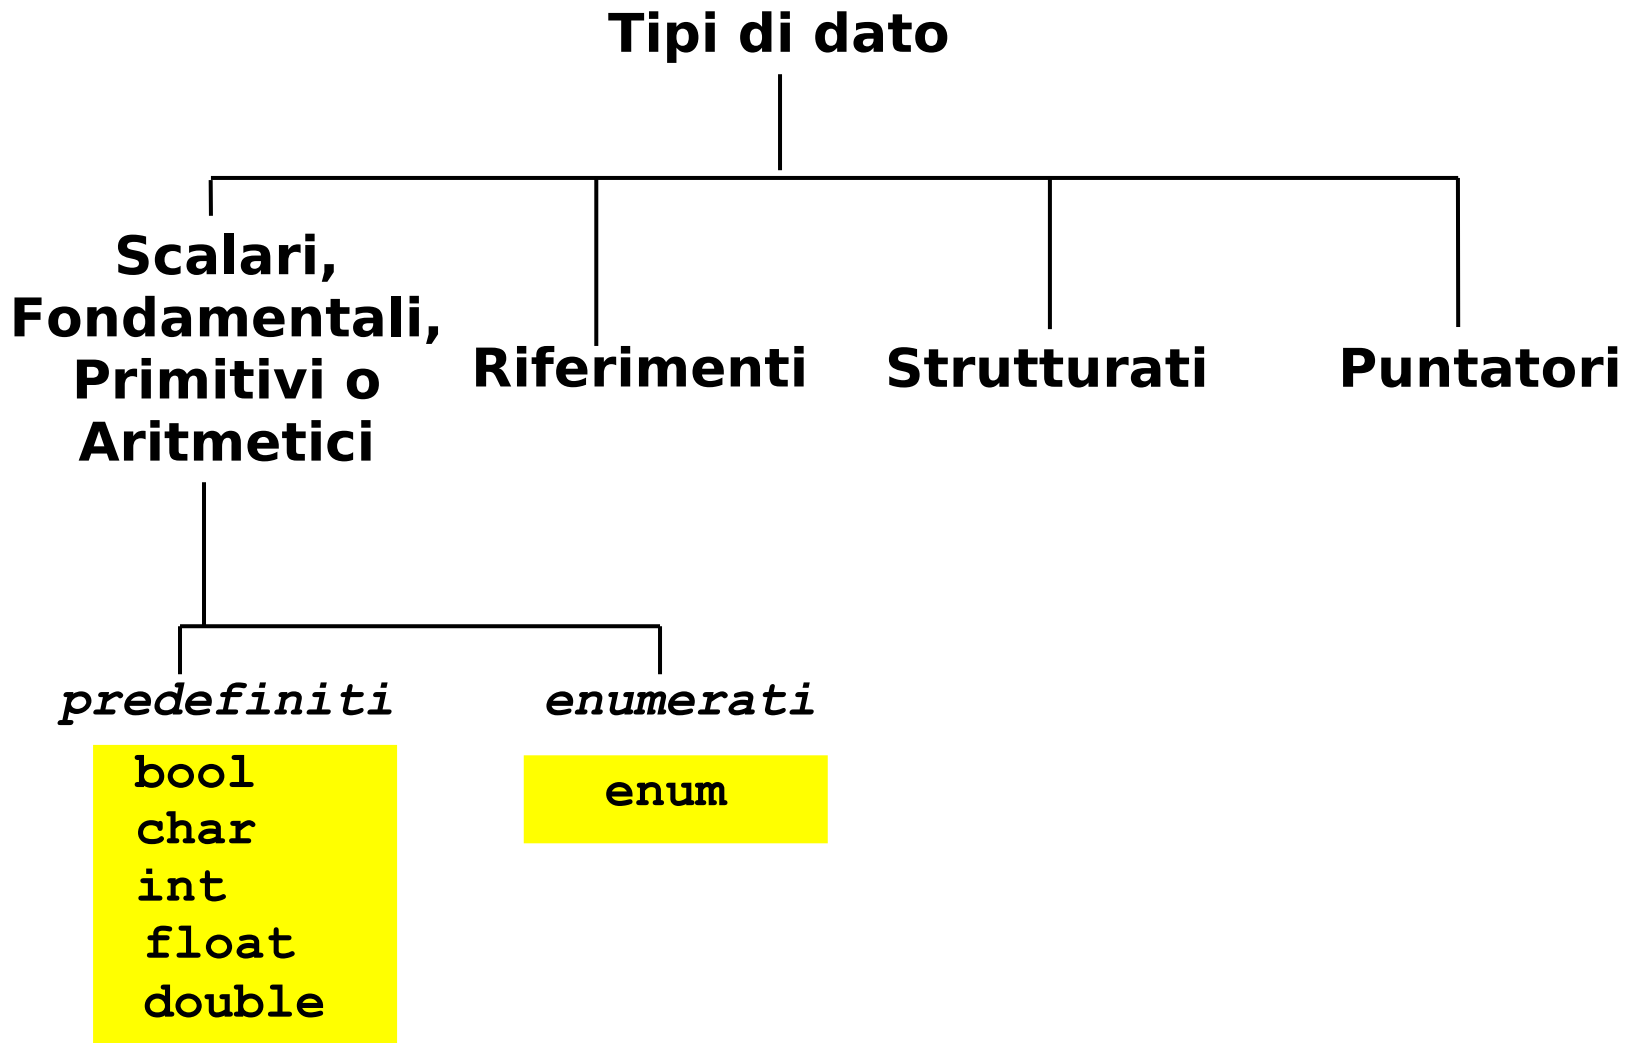 Tipi di dato
Scalari,
Fondamentali,
Primitivi o
Aritmetici
Riferimenti
Strutturati
Puntatori
predefiniti
bool
char
int
float
double
enumerati
enum